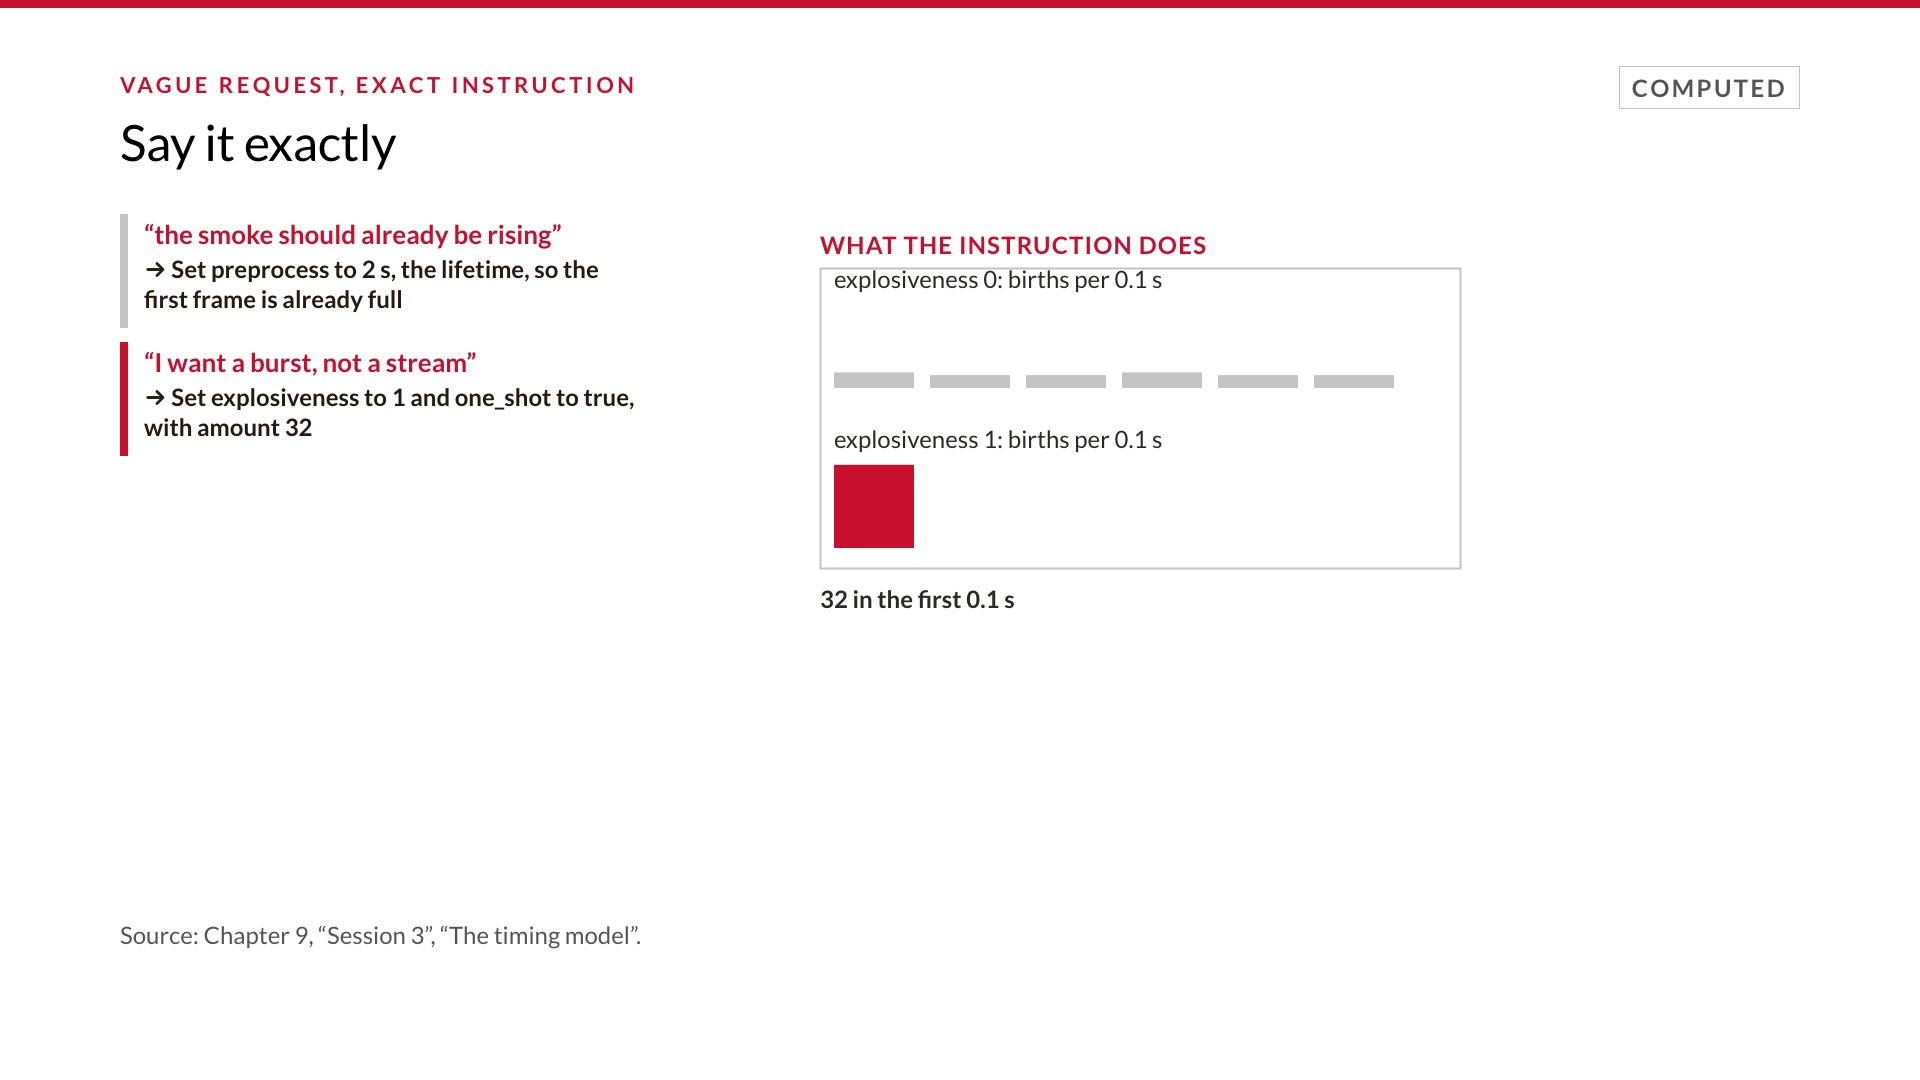 VAGUE REQUEST, EXACT INSTRUCTION
COMPUTED
Say it exactly
“the smoke should already be rising”
→ Set preprocess to 2 s, the lifetime, so the
first frame is already full
“I want a burst, not a stream”
→ Set explosiveness to 1 and one_shot to true,
with amount 32
WHAT THE INSTRUCTION DOES
explosiveness 0: births per 0.1 s
explosiveness 1: births per 0.1 s
32 in the first 0.1 s
Source: Chapter 9, “Session 3”, “The timing model”.